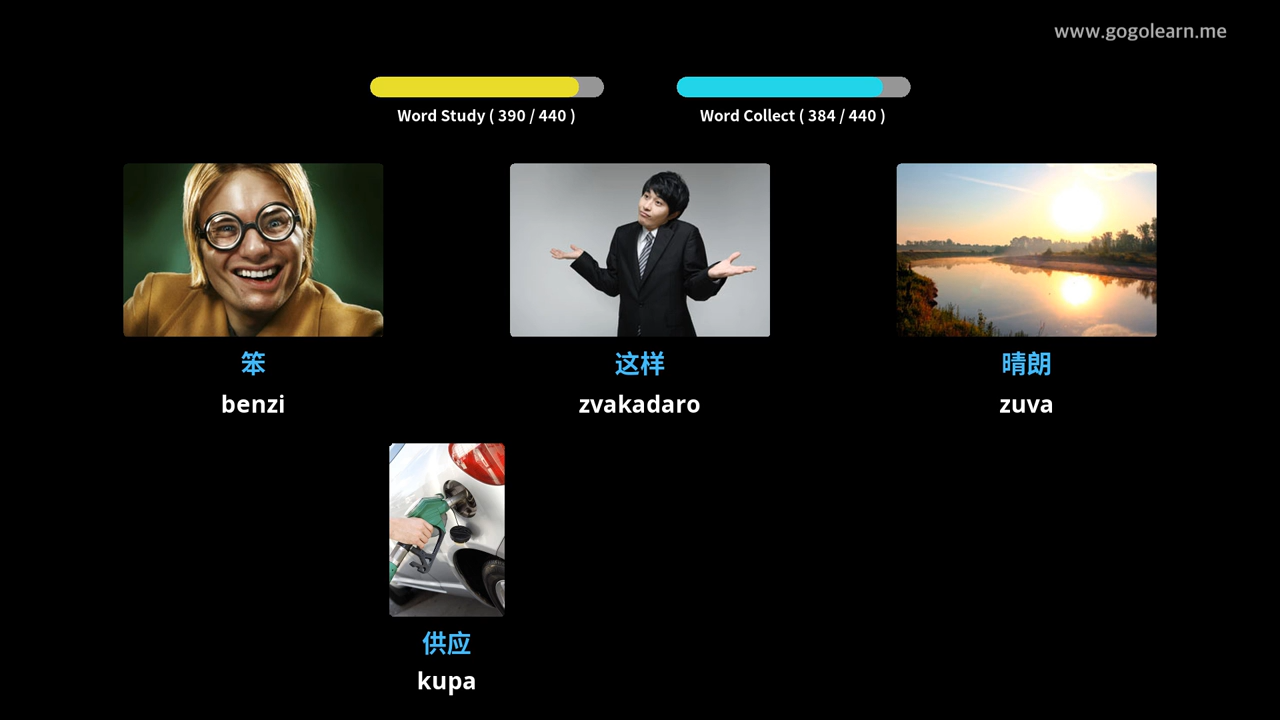 www.gogolearn.me
Word Study ( 390 / 440 )
Word Collect ( 384 / 440 )
笨
benzi
这样
zvakadaro
晴朗
zuva
供应
kupa